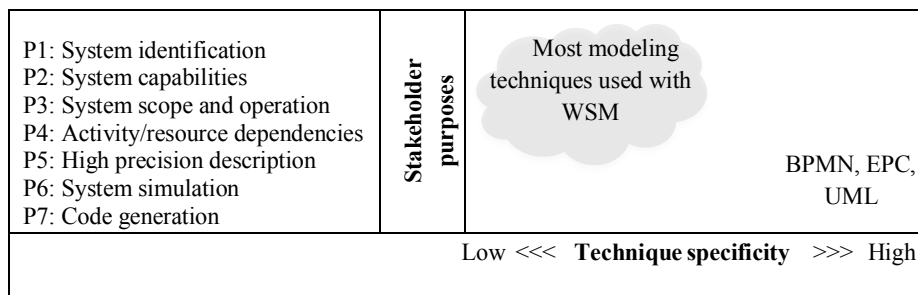 P1: System identification
P2: System capabilities
P3: System scope and operation
P4: Activity/resource dependencies
P5: High precision description
P6: System simulation
P7: Code generation
Stakeholder
purposes
Most modeling
techniques used with
WSM
BPMN, EPC,
UML
Low <<< Technique specificity >>> High